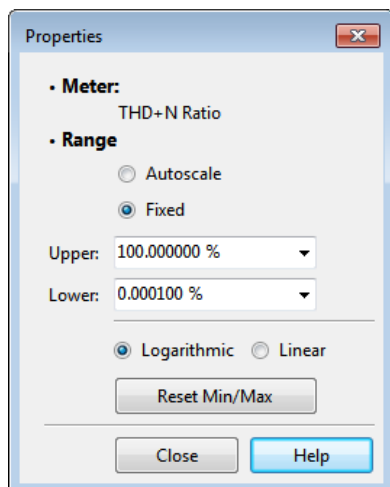 Properties
• Meter:
THD+N Ratio
• Range
Autoscale
Fixed
Upper: 100.000000 %
Lower: 0.000100 %
Logarithmic Linear
Reset Min/Max
Close Help